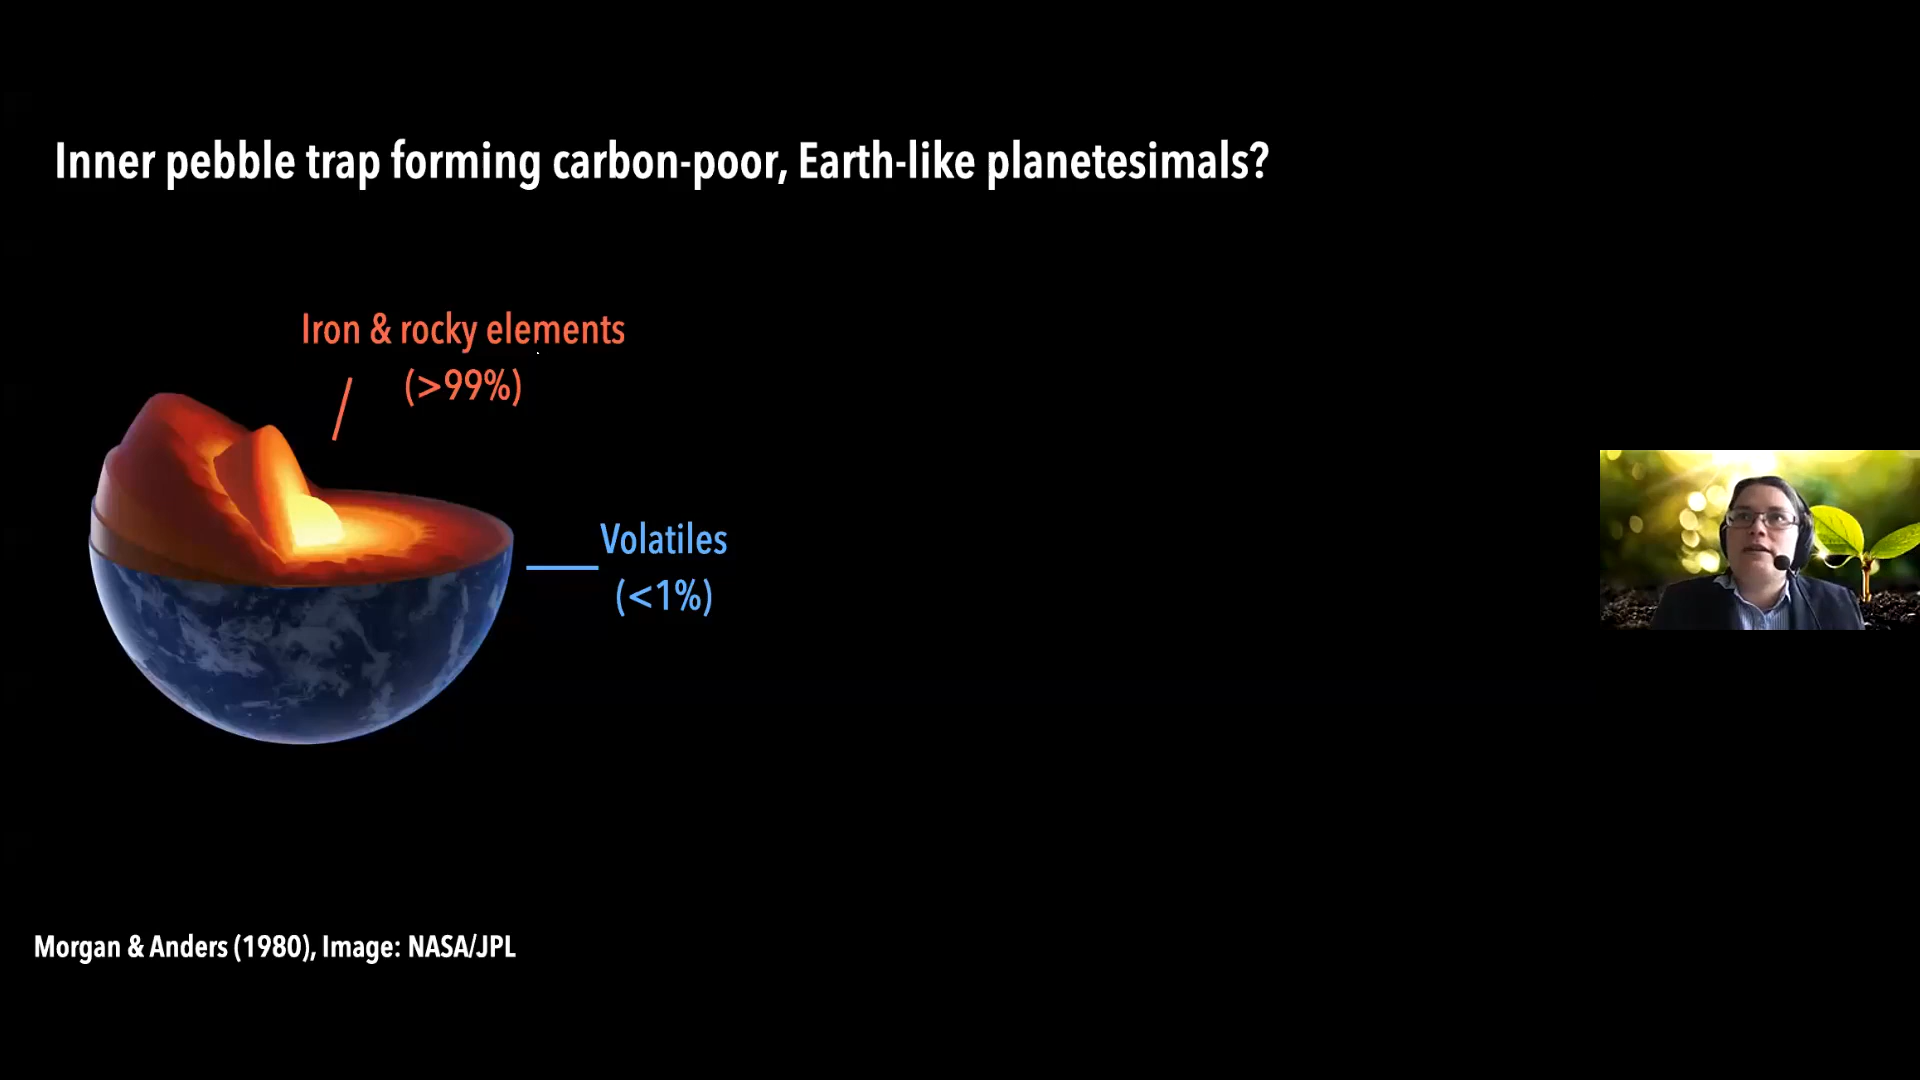 Inner pebble trap forming carbon-poor, Earth-like planetesimals?
Iron & rocky elements
(>99%)
Volatiles
(<1%)
Morgan & Anders (1980), Image: NASA/JPL